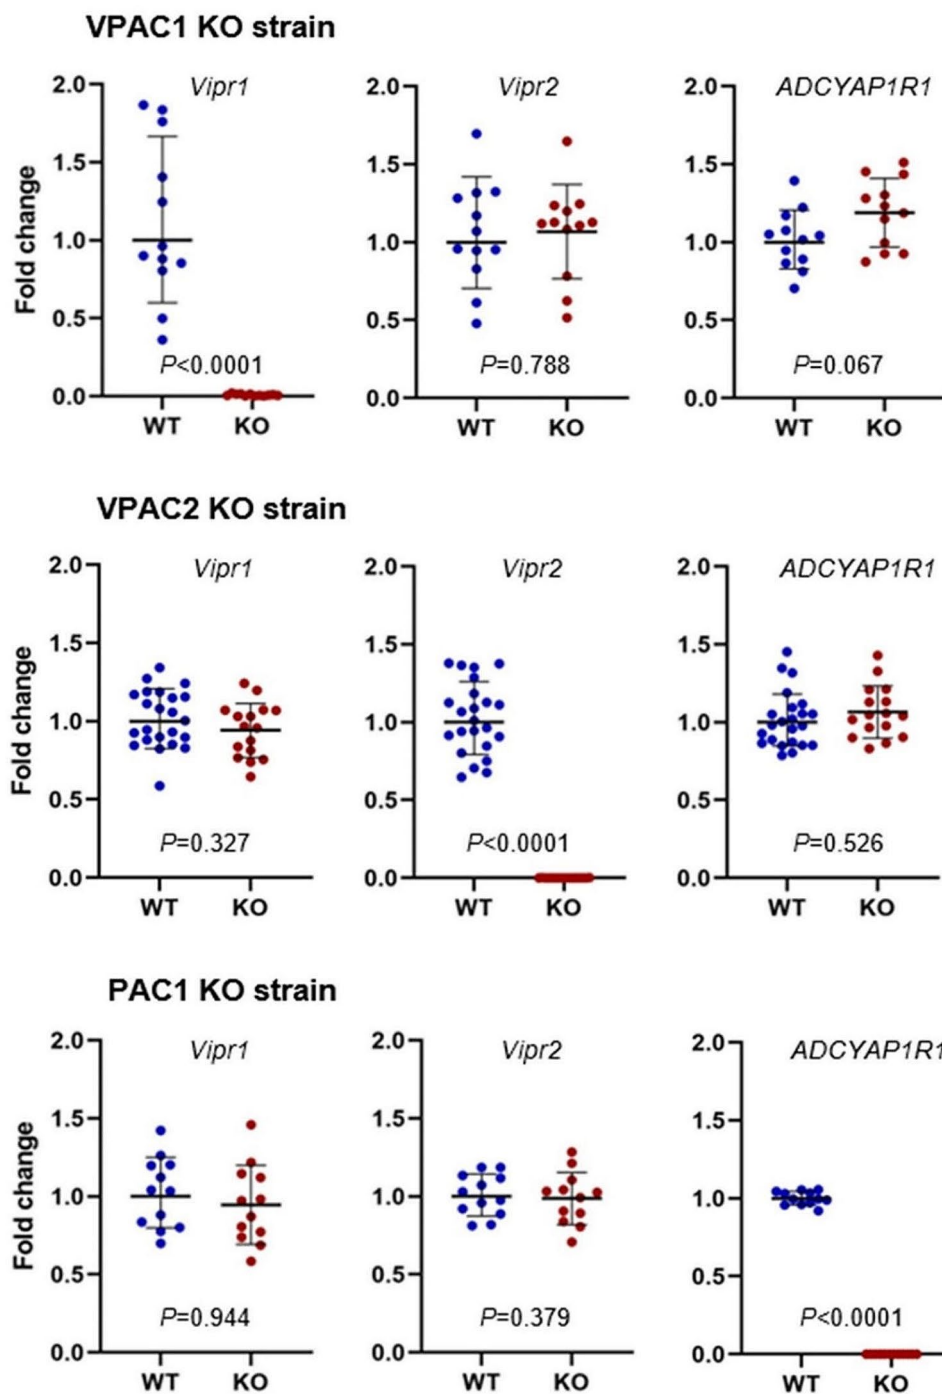 VPAC1 KO strain
Vipr1 Vipr2 ADCYAP1R1
2.0 2.0 2.0
1.5 1.5 1.5
Fold change
1.0 1.0 1.0
0.5 0.5 0.5
P<0.0001 P=0.788 P=0.067
0.0 0.0 0.0
WT KO WT KO WT KO
VPAC2 KO strain
Vipr1 Vipr2 ADCYAP1R1
2.0 2.0 2.0
1.5 1.5 1.5
Fold change
1.0 1.0 1.0
0.5 0.5 0.5
P=0.327 P<0.0001 P=0.526
0.0 0.0 0.0
WT KO WT KO WT KO
PAC1 KO strain
Vipr1 Vipr2 ADCYAP1R1
2.0 2.0 2.0
1.5 1.5 1.5
Fold change
1.0 1.0 1.0
0.5 0.5 0.5
P=0.944 P=0.379 P<0.0001
0.0 0.0 0.0
WT KO WT KO WT KO